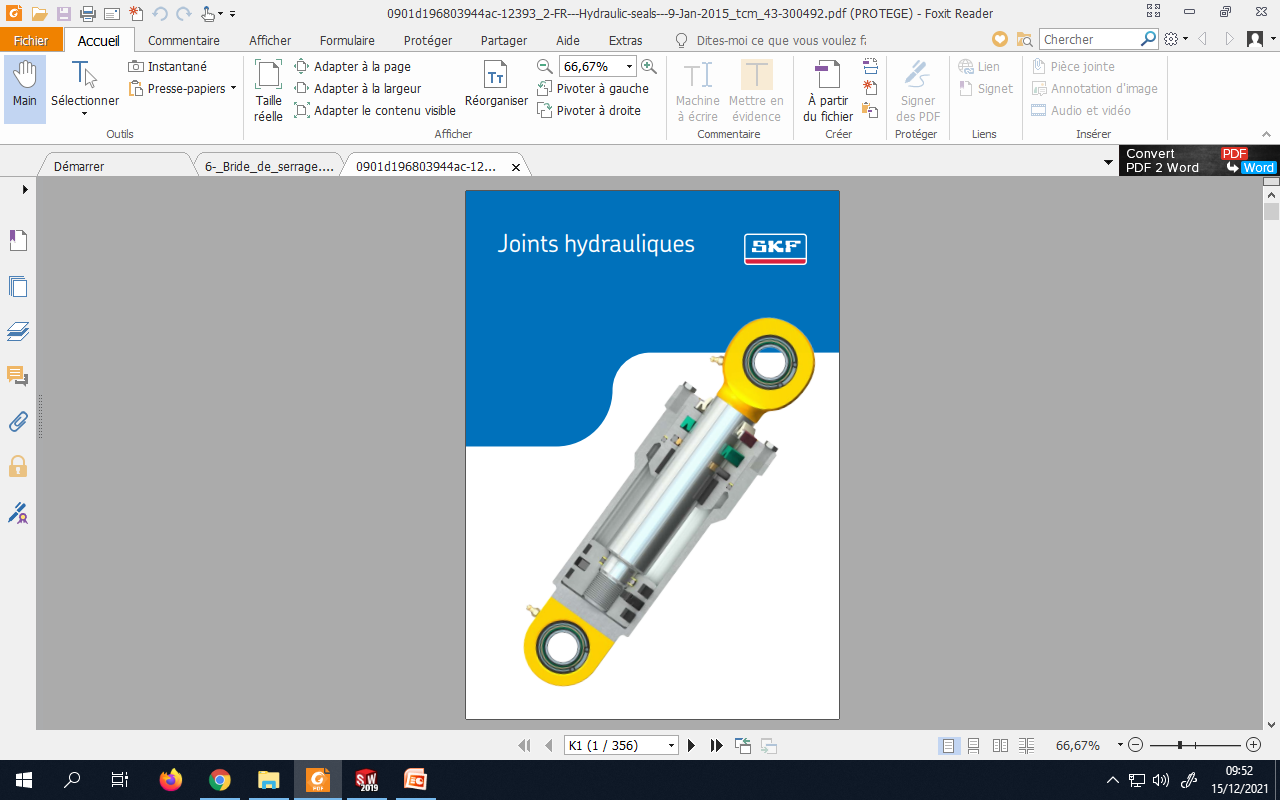 0901d196803944ac-12393_2-FR---Hydraulic-seals---9-Jan-2015_tcm_43-300492.pdf (PROTEGE) - Foxit Reader
Fichier Accueil Commentaire Afficher Formulaire Protéger Partager Aide Extras Dites-moi ce que vous voulez fa Chercher
Main
Sélectionner
Instantané
Presse-papiers
Outils
Taille
réelle
Adapter à la page
Adapter à la largeur
Adapter le contenu visible
Réorganiser
66,67%
Pivoter à gauche
Pivoter à droite
Afficher
Machine
à écrire
Mettre en
évidence
Commentaire
À partir
du fichier
Créer
Signer
des PDF
Protéger
Lien
Signet
Liens
Pièce jointe
Annotation d'image
Audio et vidéo
Insérer
Démarrer 6-_Bride_de_serrage.... 0901d196803944ac-12...
Convert PDF
PDF 2 Word Word
Joints hydrauliques SKF
K1 (1 / 356) 66,67%
PDF
SW
2019
09:52
15/12/2021